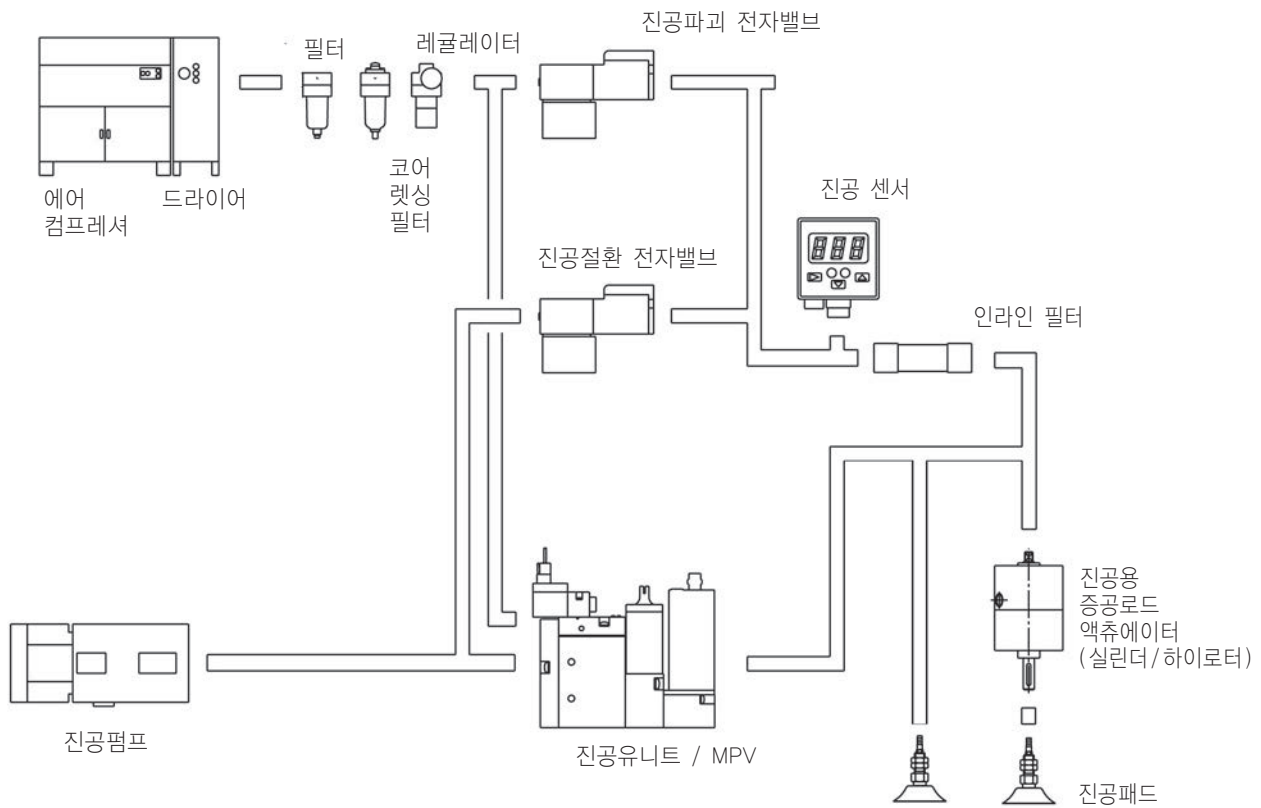 진공파괴 전자밸브
필터
레귤레이터
코어
렛싱
필터
에어
컴프레셔
드라이어
진공 센서
888
진공절환 전자밸브
인라인 필터
진공용
증공로드
액츄에이터
(실린더/하이로터)
진공펌프
진공유니트 / MPV
진공패드